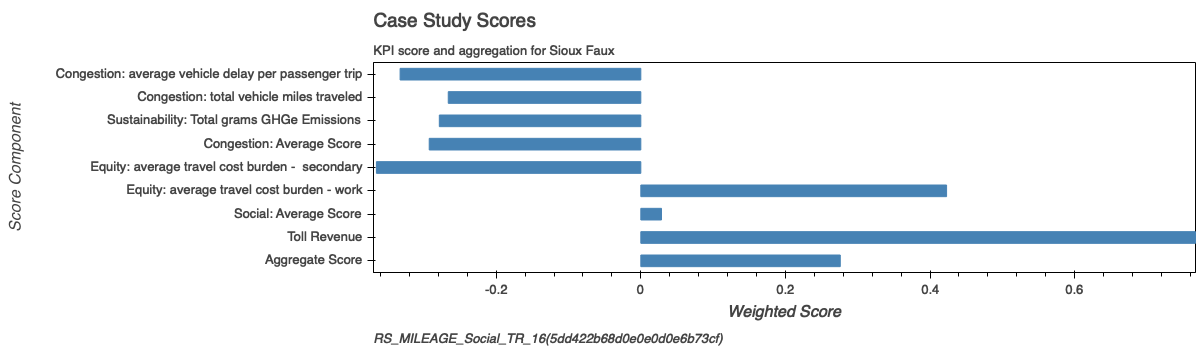 Case Study Scores
KPI score and aggregation for Sioux Faux
Score Component
Congestion: average vehicle delay per passenger trip
Congestion: total vehicle miles traveled
Sustainability: Total grams GHGe Emissions
Congestion: Average Score
Equity: average travel cost burden -  secondary
Equity: average travel cost burden - work
Social: Average Score
Toll Revenue
Aggregate Score
-0.2 0 0.2 0.4 0.6
Weighted Score
RS_MILEAGE_Social_TR_16(5dd422b68d0e0e0d0e6b73cf)